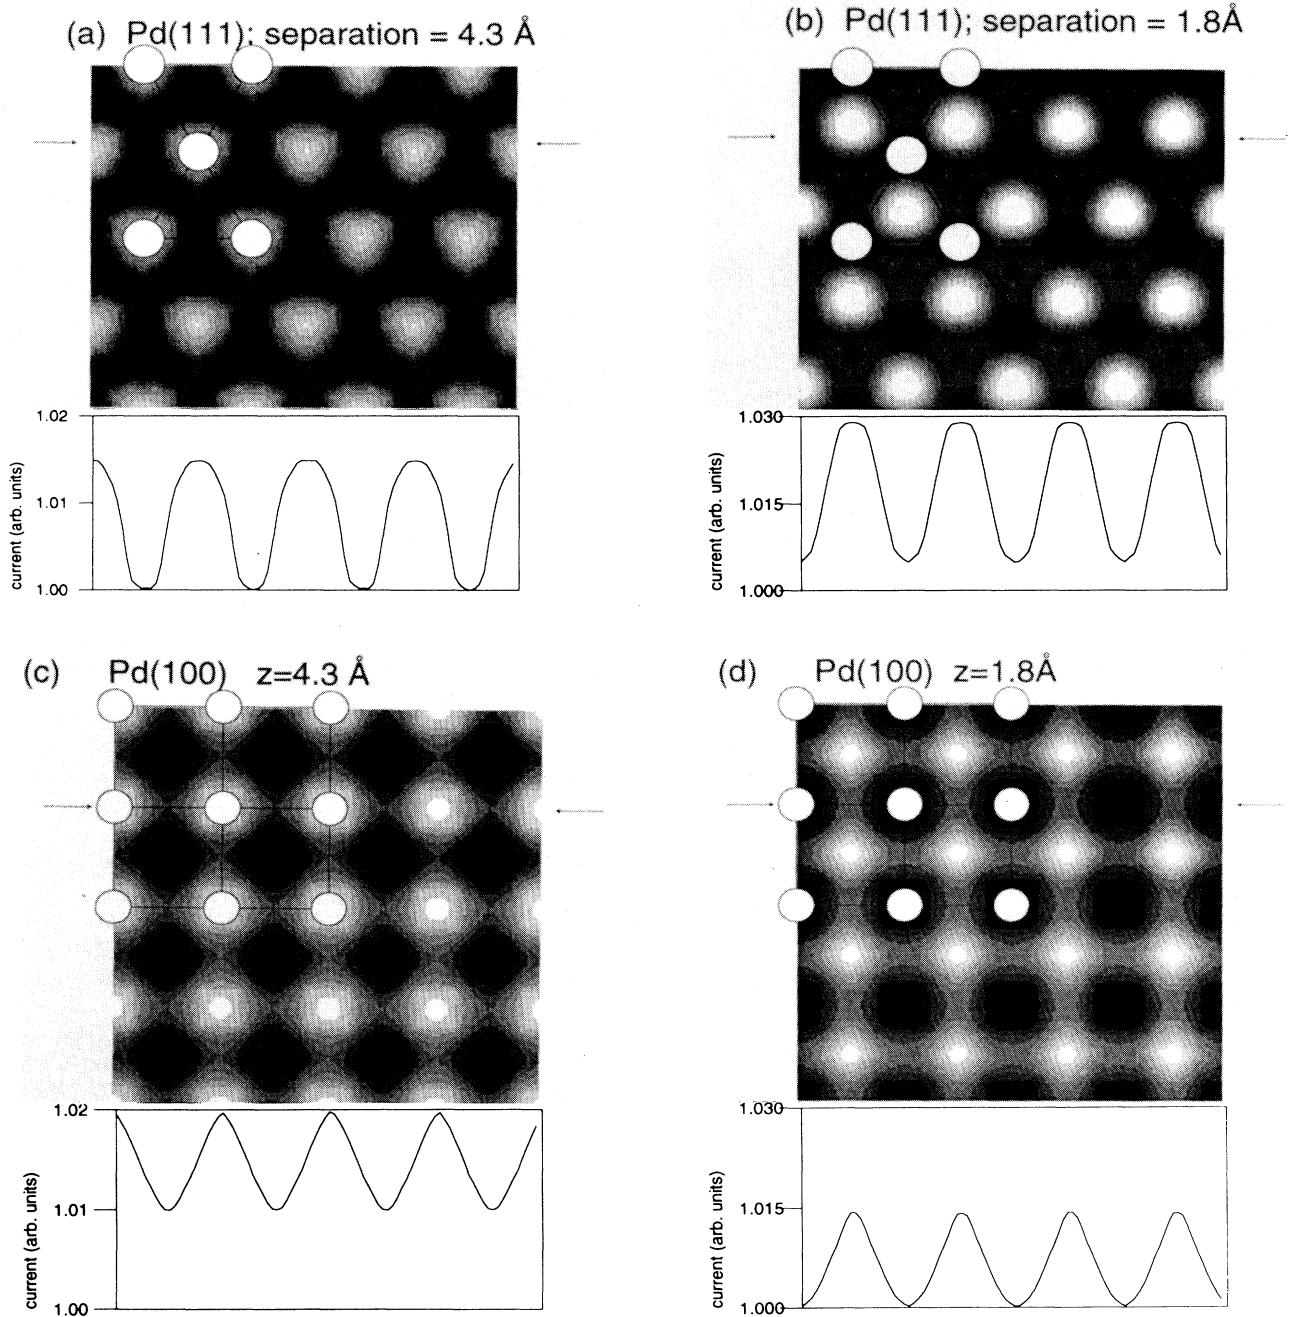 (a) Pd(111); separation = 4.3 Å
1.02
1.01
1.00
current (arb. units)
(b) Pd(111); separation = 1.8Å
1.030
1.015
1.000
current (arb. units)
(c) Pd(100) z=4.3 Å
1.02
1.01
1.00
current (arb. units)
(d) Pd(100) z=1.8Å
1.030
1.015
1.000
current (arb. units)